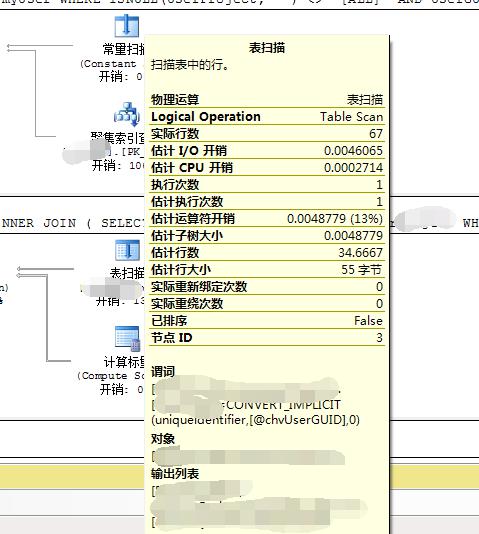 myUser WHERE ISNULL(UserProject,'') <> '[ALL]' AND
常量扫
(Constant
开销: 0
聚集索引查
].[PK_
开销: 10
INNER JOIN ( SELEC
WH
表扫描
开销: 13
计算标量
(Compute Sc
开销: 0
表扫描
扫描表中的行。
物理运算 表扫描
Logical Operation Table Scan
实际行数 67
估计 I/O 开销 0.0046065
估计 CPU 开销 0.0002714
执行次数 1
估计执行次数 1
估计运算符开销 0.0048779 (13%)
估计子树大小 0.0048779
估计行数 34.6667
估计行大小 55 字节
实际重新绑定次数 0
实际重绕次数 0
已排序 False
节点 ID 3
谓词
[
[ =CONVERT_IMPLICIT
(uniqueidentifier,[@chvUserGUID],0)
对象
[
输出列表
[
[